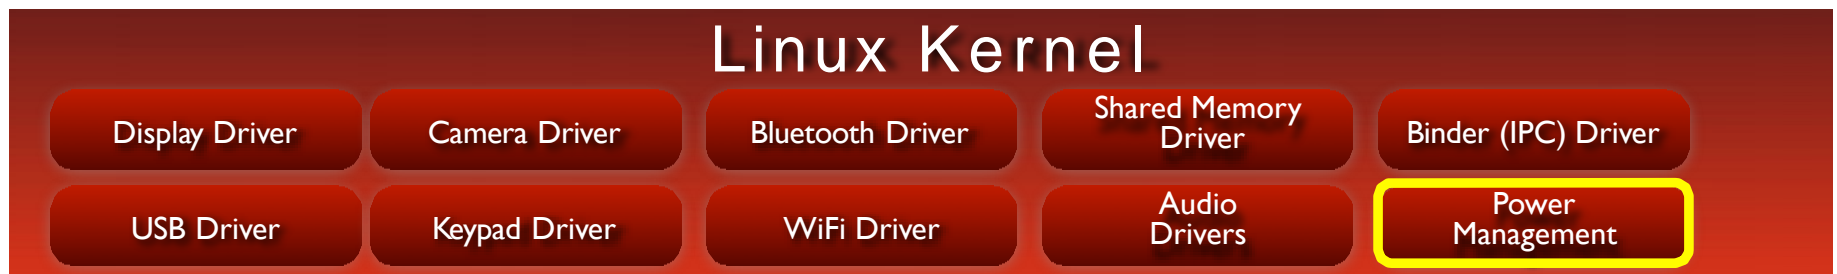 Linux Kernel
Display Driver
Camera Driver
Bluetooth Driver
Shared Memory
Driver
Binder (IPC) Driver
USB Driver
Keypad Driver
WiFi Driver
Audio
Drivers
Power
Management